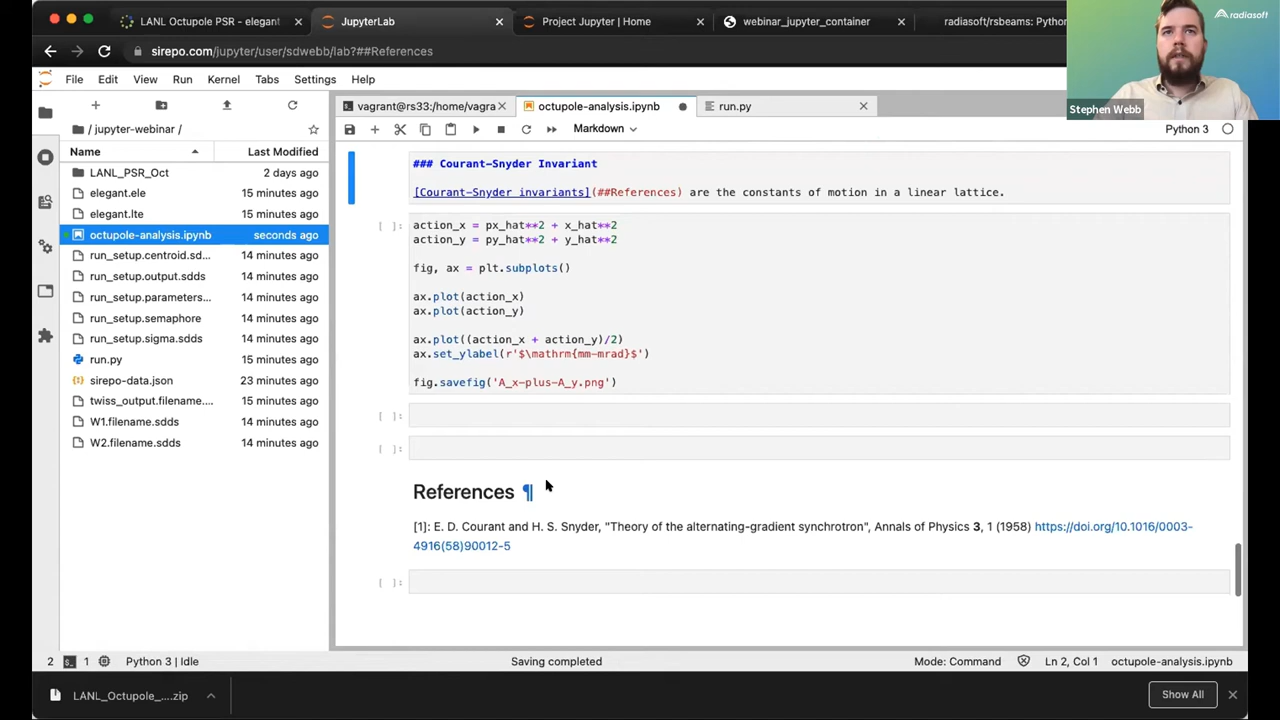 LANL Octupole PSR - elegant
JupyterLab
Project Jupyter | Home
webinar_jupyter_container
radiasoft/rsbeams: Python
radiasoft
sirepo.com/jupyter/user/sdwebb/lab?##References
Stephen Webb
File Edit View Run Kernel Tabs Settings Help
vagrant@rs33:/home/vagra
octupole-analysis.ipynb
run.py
Markdown
Python 3
/ jupyter-webinar /
Name Last Modified
LANL_PSR_Oct 2 days ago
elegant.ele 15 minutes ago
elegant.lte 15 minutes ago
octupole-analysis.ipynb seconds ago
run_setup.centroid.sd... 14 minutes ago
run_setup.output.sdds 14 minutes ago
run_setup.parameters... 14 minutes ago
run_setup.semaphore 14 minutes ago
run_setup.sigma.sdds 14 minutes ago
run.py 15 minutes ago
sirepo-data.json 23 minutes ago
twiss_output.filename.... 15 minutes ago
W1.filename.sdds 14 minutes ago
W2.filename.sdds 14 minutes ago
### Courant-Snyder Invariant
[Courant-Snyder invariants](##References) are the constants of motion in a linear lattice.
[ ]: action_x = px_hat**2 + x_hat**2
action_y = py_hat**2 + y_hat**2
fig, ax = plt.subplots()
ax.plot(action_x)
ax.plot(action_y)
ax.plot((action_x + action_y)/2)
ax.set_ylabel(r'$\mathrm{mm-mrad}$')
fig.savefig('A_x-plus-A_y.png')
[ ]:
[ ]:
References ¶
[1]: E. D. Courant and H. S. Snyder, "Theory of the alternating-gradient synchrotron", Annals of Physics 3, 1 (1958) https://doi.org/10.1016/0003-
4916(58)90012-5
[ ]:
2 1 Python 3 | Idle
Saving completed
Mode: Command
Ln 2, Col 1
octupole-analysis.ipynb
LANL_Octupole_....zip
Show All